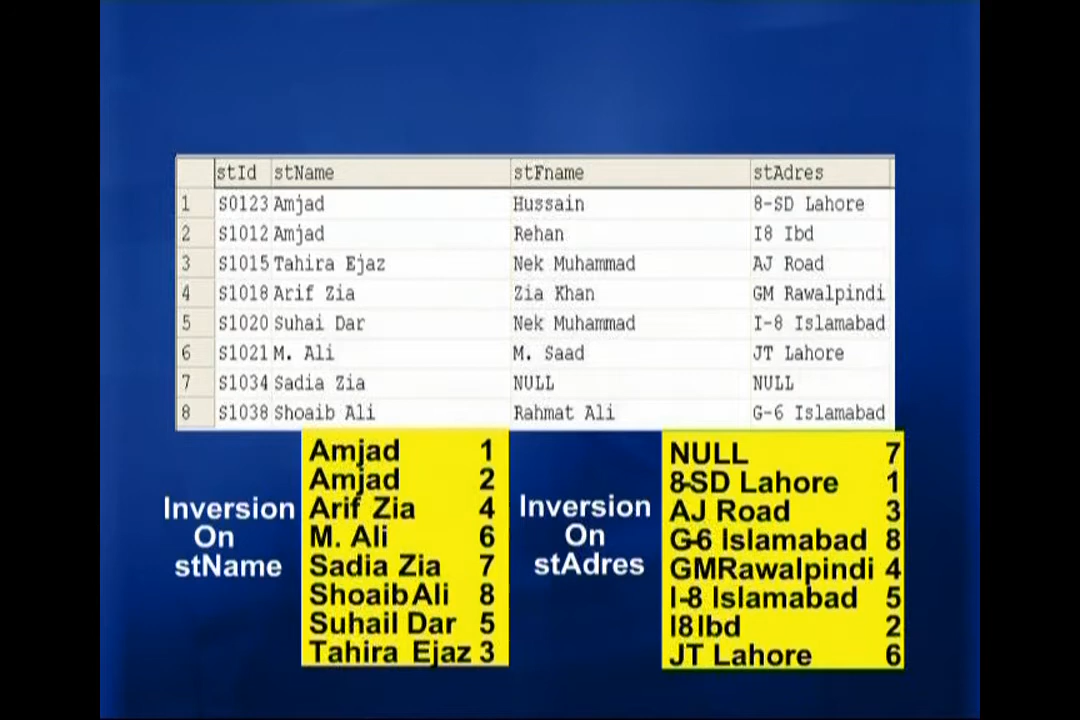 stId stName stFname stAdres
1 S0123 Amjad Hussain 8-SD Lahore
2 S1012 Amjad Rehan I8 Ibd
3 S1015 Tahira Ejaz Nek Muhammad AJ Road
4 S1018 Arif Zia Zia Khan GM Rawalpindi
5 S1020 Suhai Dar Nek Muhammad I-8 Islamabad
6 S1021 M. Ali M. Saad JT Lahore
7 S1034 Sadia Zia NULL NULL
8 S1038 Shoaib Ali Rahmat Ali G-6 Islamabad
Inversion
On
stName
Amjad 1
Amjad 2
Arif Zia 4
M. Ali 6
Sadia Zia 7
Shoaib Ali 8
Suhail Dar 5
Tahira Ejaz 3
Inversion
On
stAdres
NULL 7
8-SD Lahore 1
AJ Road 3
G-6 Islamabad 8
GMRawalpindi 4
I-8 Islamabad 5
I8 Ibd 2
JT Lahore 6